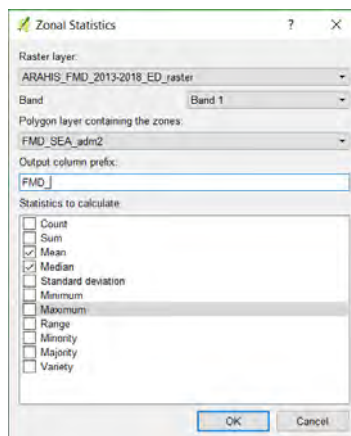 Zonal Statistics ? ×
Raster layer:
ARAHIS_FMD_2013-2018_ED_raster
Band Band 1
Polygon layer containing the zones:
FMD_SEA_adm2
Output column prefix:
FMD_
Statistics to calculate:
Count
Sum
Mean
Median
Standard deviation
Minimum
Maximum
Range
Minority
Majority
Variety
OK Cancel